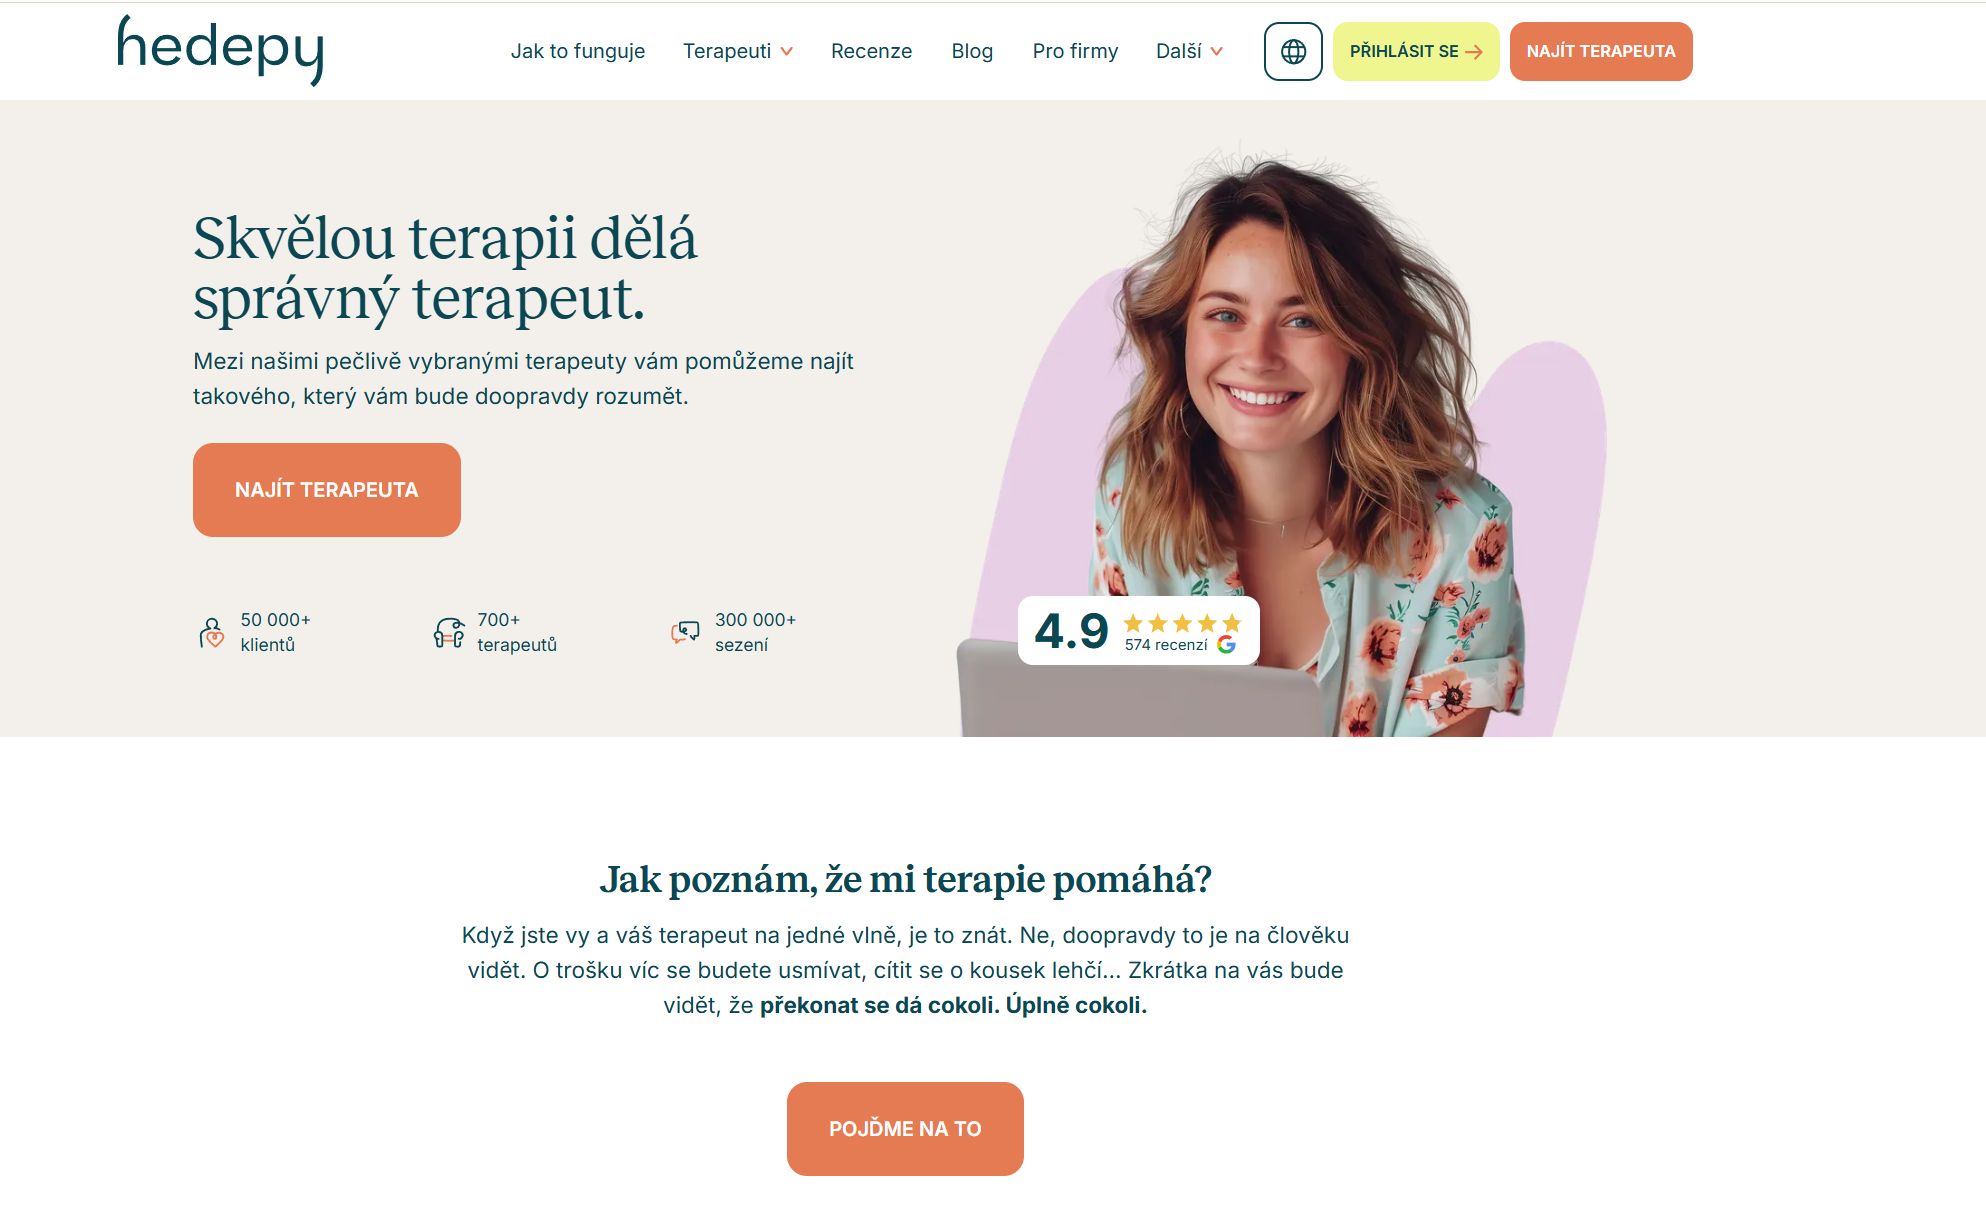 hedepy
Jak to funguje
Terapeuti
Recenze
Blog
Pro firmy
Další
PŘIHLÁSIT SE
NAJÍT TERAPEUTA
Skvělou terapii dělá
správný terapeut.
Mezi našimi pečlivě vybranými terapeuty vám pomůžeme najít
takového, který vám bude doopravdy rozumět.
NAJÍT TERAPEUTA
50 000+
klientů
700+
terapeutů
300 000+
sezení
4.9
574 recenzí
Jak poznám, že mi terapie pomáhá?
Když jste vy a váš terapeut na jedné vlně, je to znát. Ne, doopravdy to je na člověku
vidět. O trošku víc se budete usmívat, cítit se o kousek lehčí... Zkrátka na vás bude
vidět, že překonat se dá cokoli. Úplně cokoli.
POJĎME NA TO